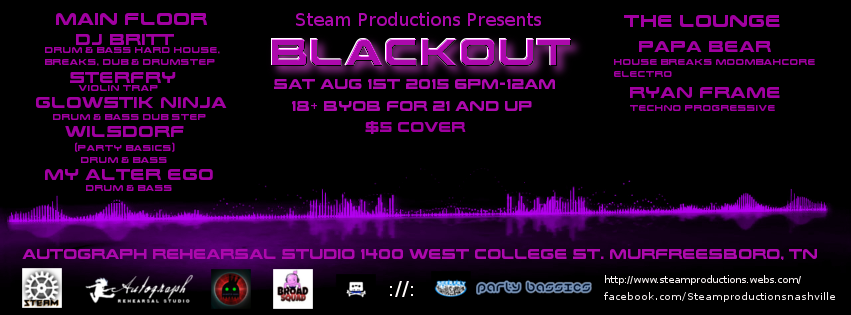 MAIN FLOOR
DJ BRITT
DRUM & BASS HARD HOUSE,
BREAKS, DUB & DRUMSTEP
STERFRY
VIOLIN TRAP
GLOWSTIK NINJA
DRUM & BASS DUB STEP
WILSDORF
(PARTY BASICS)
DRUM & BASS
MY ALTER EGO
DRUM & BASS
Steam Productions Presents
BLACKOUT
SAT AUG 1ST 2015 6PM-12AM
18+ BYOB FOR 21 AND UP
$5 COVER
THE LOUNGE
PAPA BEAR
HOUSE BREAKS MOOMBAHCORE
ELECTRO
RYAN FRAME
TECHNO PROGRESSIVE
AUTOGRAPH REHEARSAL STUDIO 1400 WEST COLLEGE ST. MURFREESBORO, TN
STEAM
Autograph
REHEARSAL STUDIO
BROAD
SQUAD
://:
party bassics
http://www.steamproductions.webs.com/
facebook.com/Steamproductionsnashville